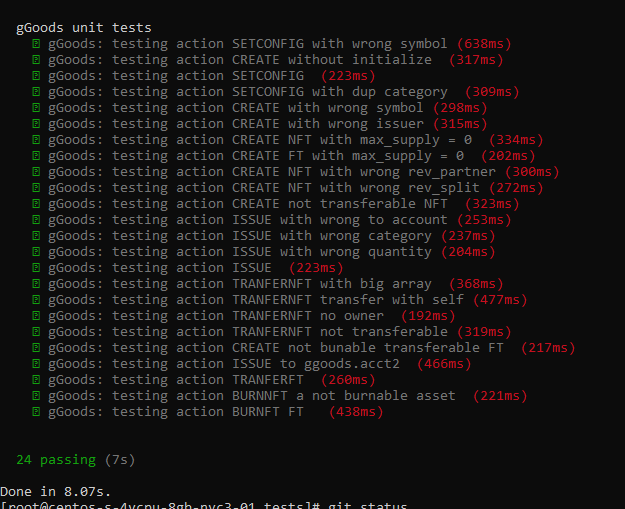 gGoods unit tests
gGoods: testing action SETCONFIG with wrong symbol (638ms)
gGoods: testing action CREATE without initialize (317ms)
gGoods: testing action SETCONFIG (223ms)
gGoods: testing action SETCONFIG with dup category (309ms)
gGoods: testing action CREATE with wrong symbol (298ms)
gGoods: testing action CREATE with wrong issuer (315ms)
gGoods: testing action CREATE NFT with max_supply = 0 (334ms)
gGoods: testing action CREATE FT with max_supply = 0 (202ms)
gGoods: testing action CREATE NFT with wrong rev_partner (300ms)
gGoods: testing action CREATE NFT with wrong rev_split (272ms)
gGoods: testing action CREATE not transferable NFT (323ms)
gGoods: testing action ISSUE with wrong to account (253ms)
gGoods: testing action ISSUE with wrong category (237ms)
gGoods: testing action ISSUE with wrong quantity (204ms)
gGoods: testing action ISSUE (223ms)
gGoods: testing action TRANFERNFT with big array (368ms)
gGoods: testing action TRANFERNFT transfer with self (477ms)
gGoods: testing action TRANFERNFT no owner (192ms)
gGoods: testing action TRANFERNFT not transferable (319ms)
gGoods: testing action CREATE not bunable transferable FT (217ms)
gGoods: testing action ISSUE to ggoods.acct2 (466ms)
gGoods: testing action TRANFERFT (260ms)
gGoods: testing action BURNNFT a not burnable asset (221ms)
gGoods: testing action BURNFT FT (438ms)
24 passing (7s)
Done in 8.07s.
[root@centos-s-4vcpu-8gb-nyc3-01 tests]# git status